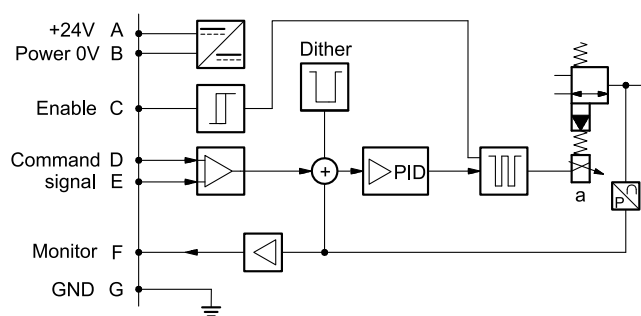 +24V A
Power 0V B
Dither
Enable C
Command D
signal E
+
PID
a
P
Monitor F
GND G